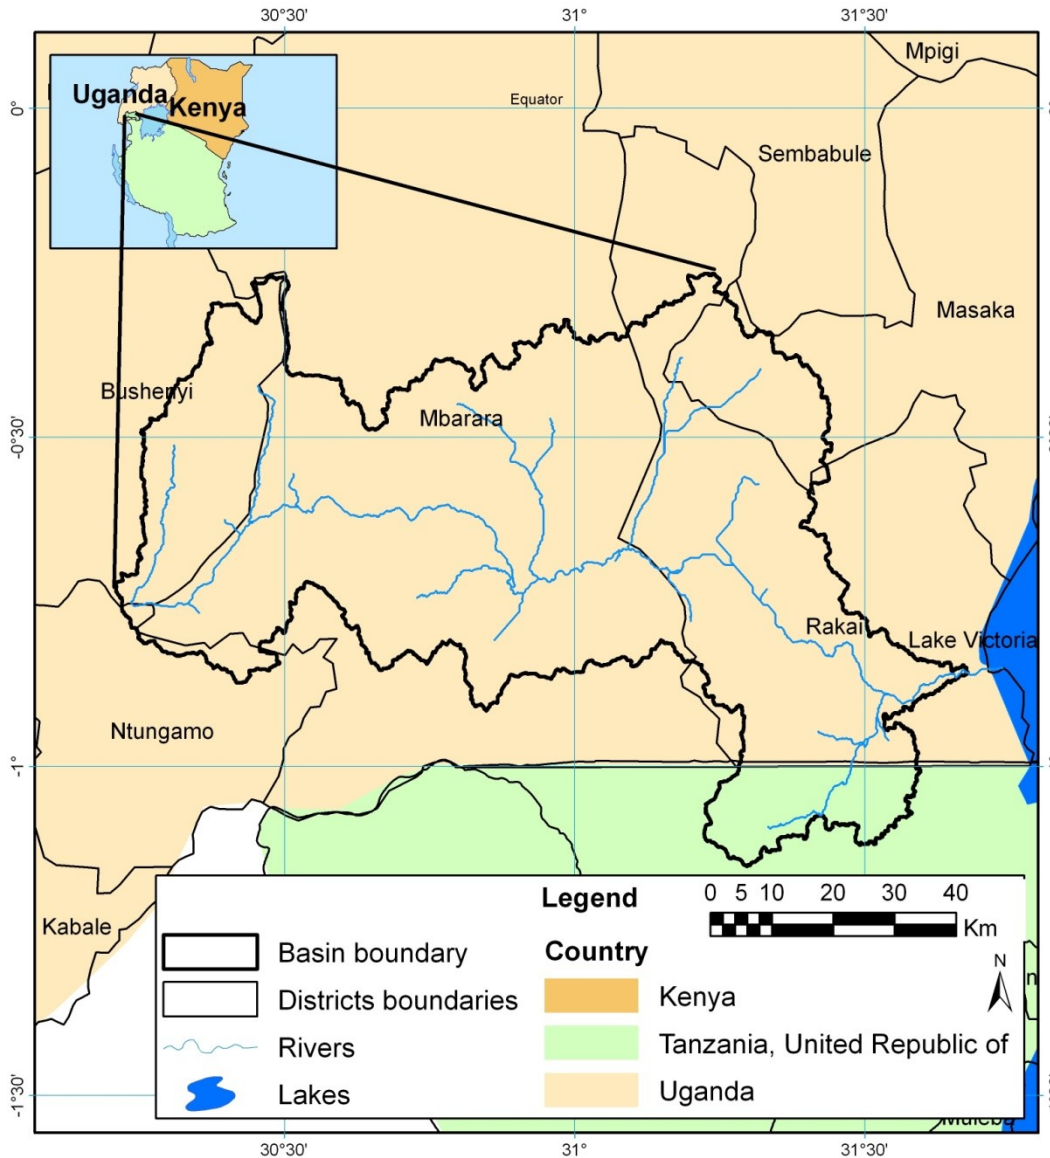 30°30'
31°
31°30'
Mpigi
Uganda
Kenya
Equator
0°
Sembabule
Masaka
Bushenyi
Mbarara
-0°30'
Rakai
Lake Victoria
Ntungamo
-1°
Kabale
Legend
0 5 10 20 30 40
Km
Basin boundary
Country
N
Districts boundaries
Kenya
Rivers
Tanzania, United Republic of
Lakes
Uganda
-1°30'
Muleba
30°30'
31°
31°30'